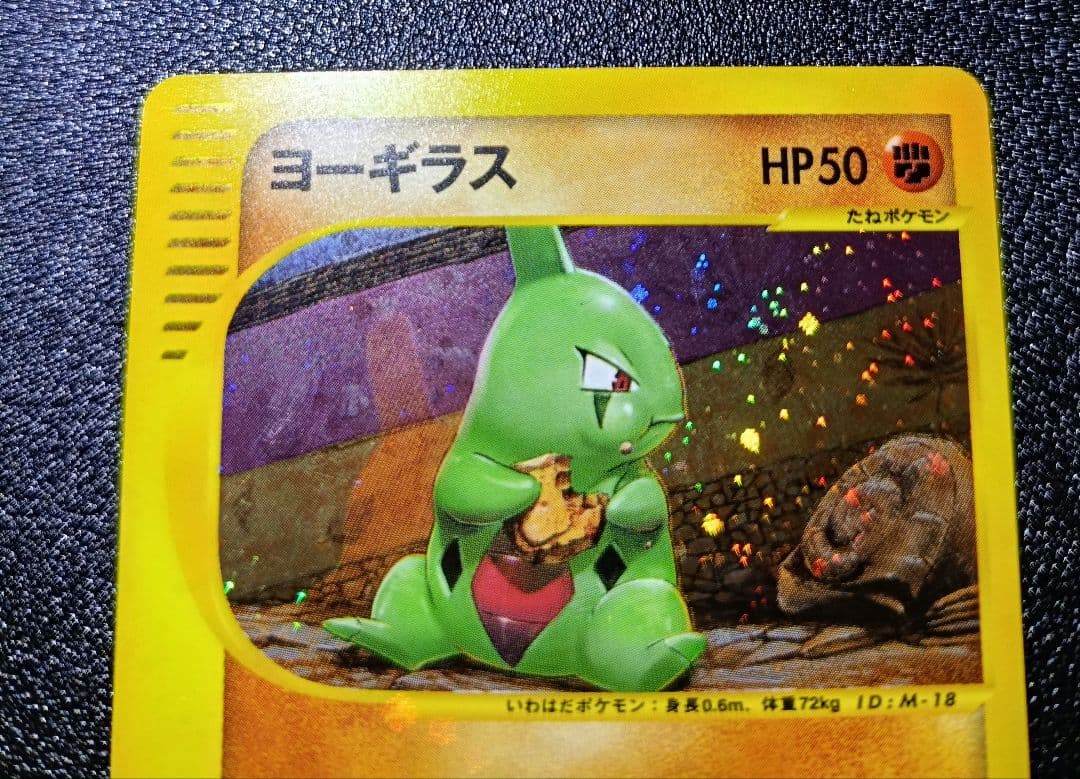 ヨーギラス HP50
たねポケモン
いわはだポケモン：身長0.6m、体重72kg ID：M-18